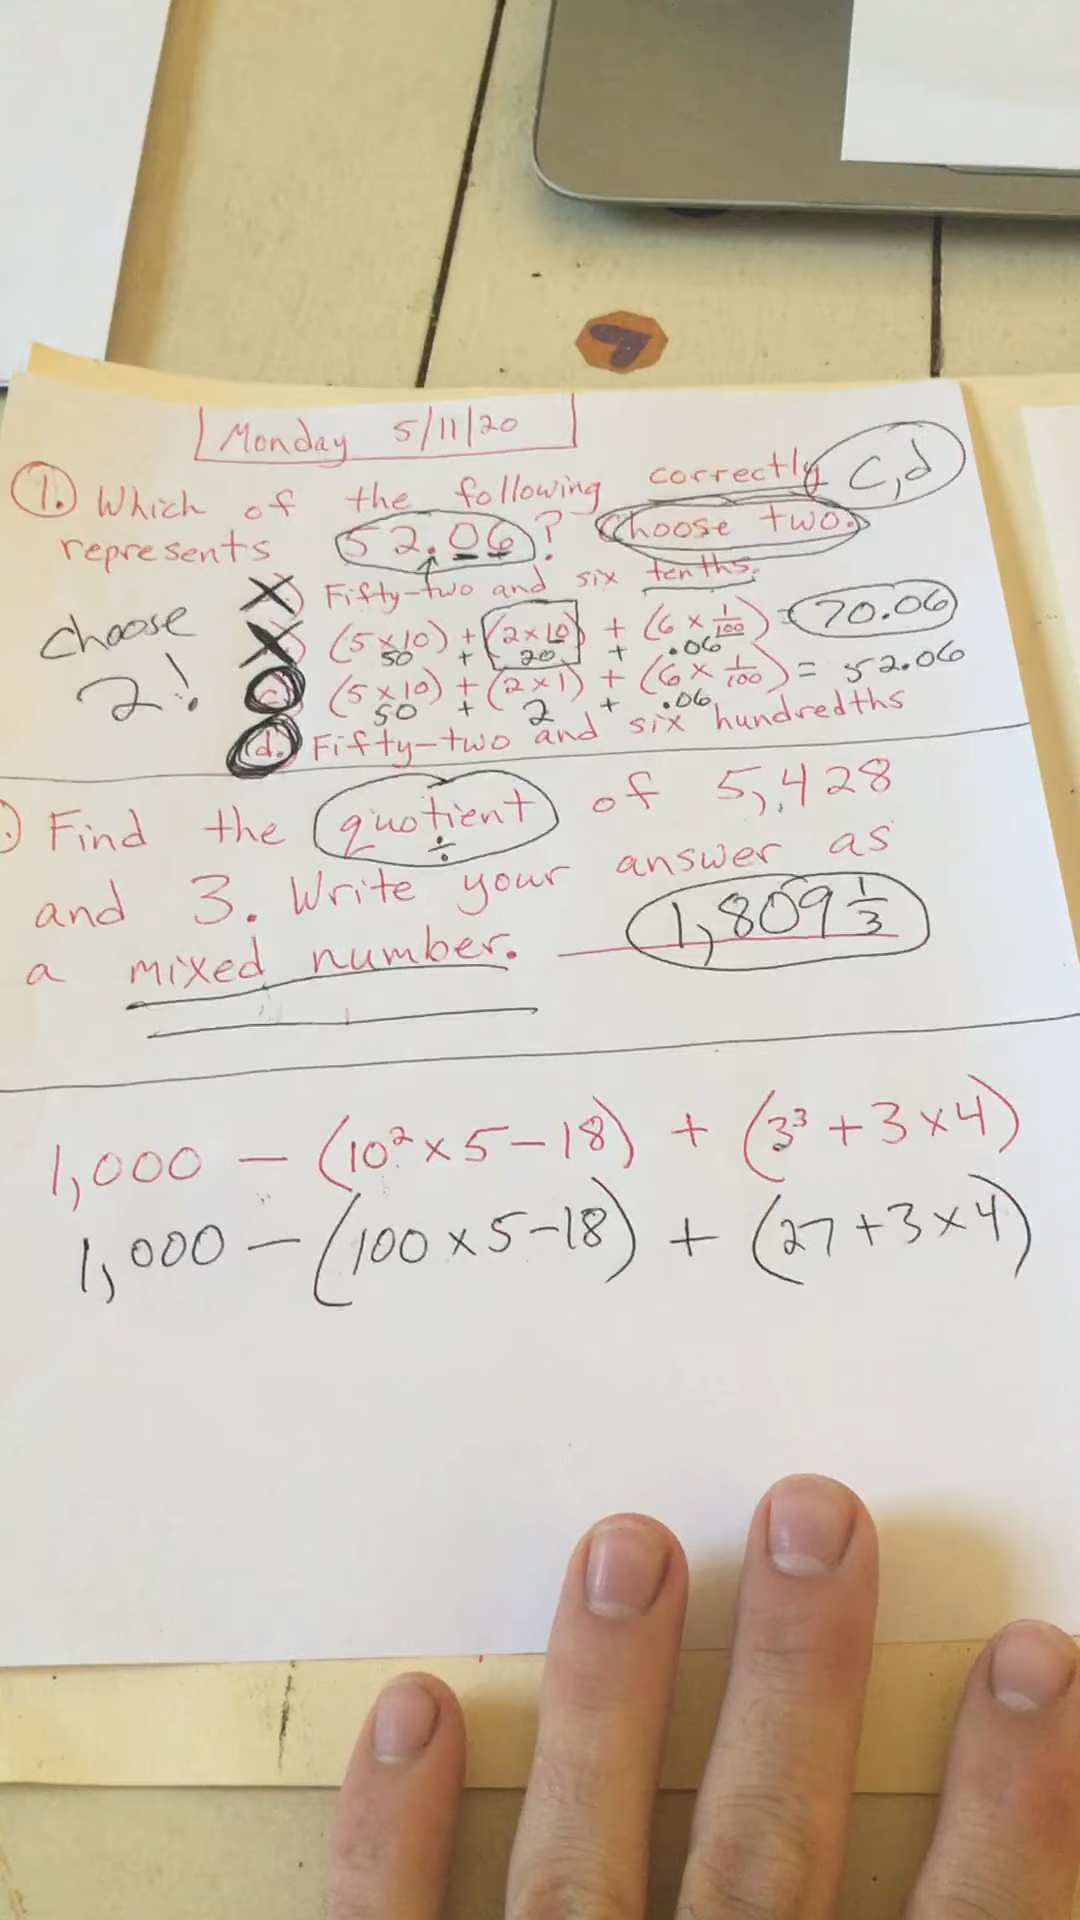 Monday 5/11/20
1. Which of the following correctly c,d
represents 52.06? Choose two.
Fifty-two and six tenths.
choose
2!
(5x10) + (2x10) + (6 x 1/100) = 70.06
50 + 20 + .06
c. (5x10) + (2x1) + (6 x 1/100) = 52.06
50 + 2 + .06
d. Fifty-two and six hundredths
Find the quotient of 5,428
÷
and 3. Write your answer as
a mixed number. 1,809 1/3
1,000 − (10² x 5 − 18) + (3³ + 3 x 4)
1,000 − (100 x 5 − 18) + (27 + 3 x 4)